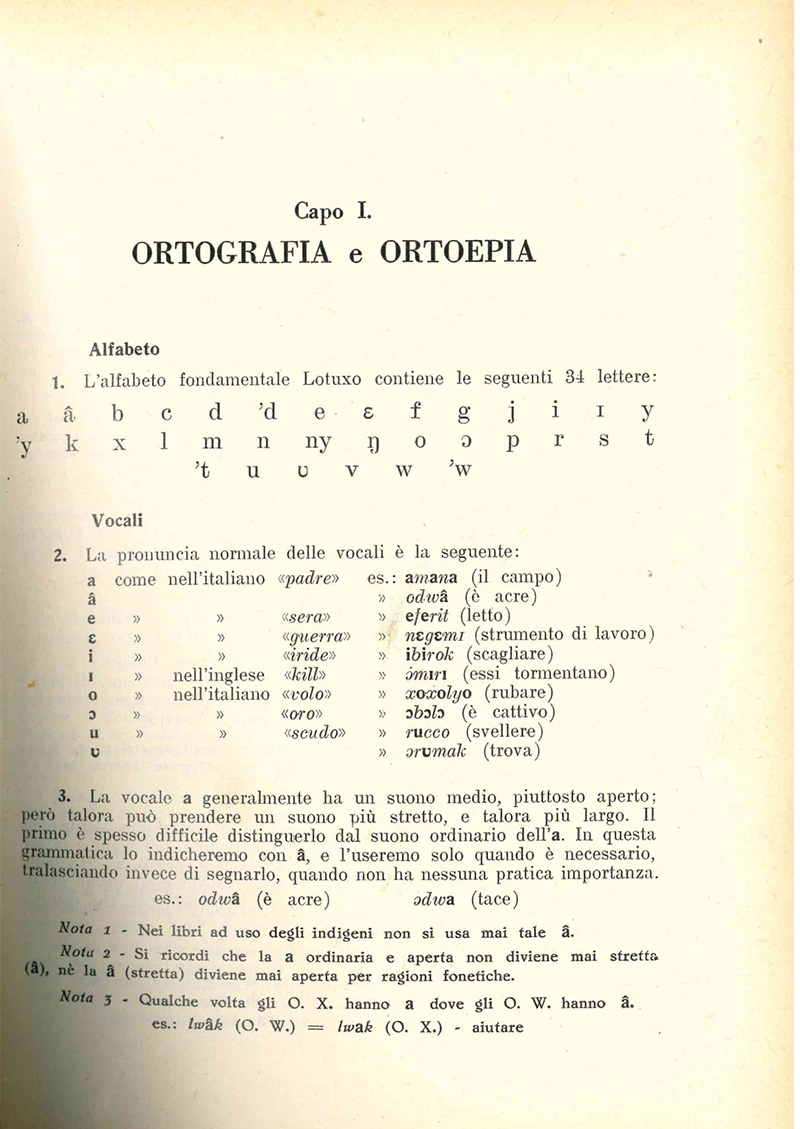 Capo I.
ORTOGRAFIA e ORTOEPIA
Alfabeto
1. L'alfabeto fondamentale Lotuxo contiene le seguenti 34 lettere:
a â b c d ’d e ɛ f g j i ɪ y
’y k x l m n ny ŋ o ɔ p r s t
’t u ʋ v w ’w
Vocali
2. La pronuncia normale delle vocali è la seguente:
a come nell'italiano «padre» es.: amana (il campo)
â » odwâ (è acre)
e » » «sera» » eferit (letto)
ɛ » » «guerra» » nɛgɛmɪ (strumento di lavoro)
i » » «iride» » ibirok (scagliare)
ɪ » nell'inglese «kill» » ɔ́mɪrɪ (essi tormentano)
o » nell'italiano «volo» » xoxolyo (rubare)
ɔ » » «oro» » ɔbɔlɔ (è cattivo)
u » » «scudo» » rucco (svellere)
ʋ » ɔrʋmak (trova)
3. La vocale a generalmente ha un suono medio, piuttosto aperto;
però talora può prendere un suono più stretto, e talora più largo. Il
primo è spesso difficile distinguerlo dal suono ordinario dell'a. In questa
grammatica lo indicheremo con â, e l'useremo solo quando è necessario,
tralasciando invece di segnarlo, quando non ha nessuna pratica importanza.
es.: odwâ (è acre) ɔdwa (tace)
Nota 1 - Nei libri ad uso degli indigeni non si usa mai tale â.
Nota 2 - Si ricordi che la a ordinaria e aperta non diviene mai stretta
(â), nè la â (stretta) diviene mai aperta per ragioni fonetiche.
Nota 3 - Qualche volta gli O. X. hanno a dove gli O. W. hanno â.
es.: lwâk (O. W.) = lwak (O. X.) - aiutare